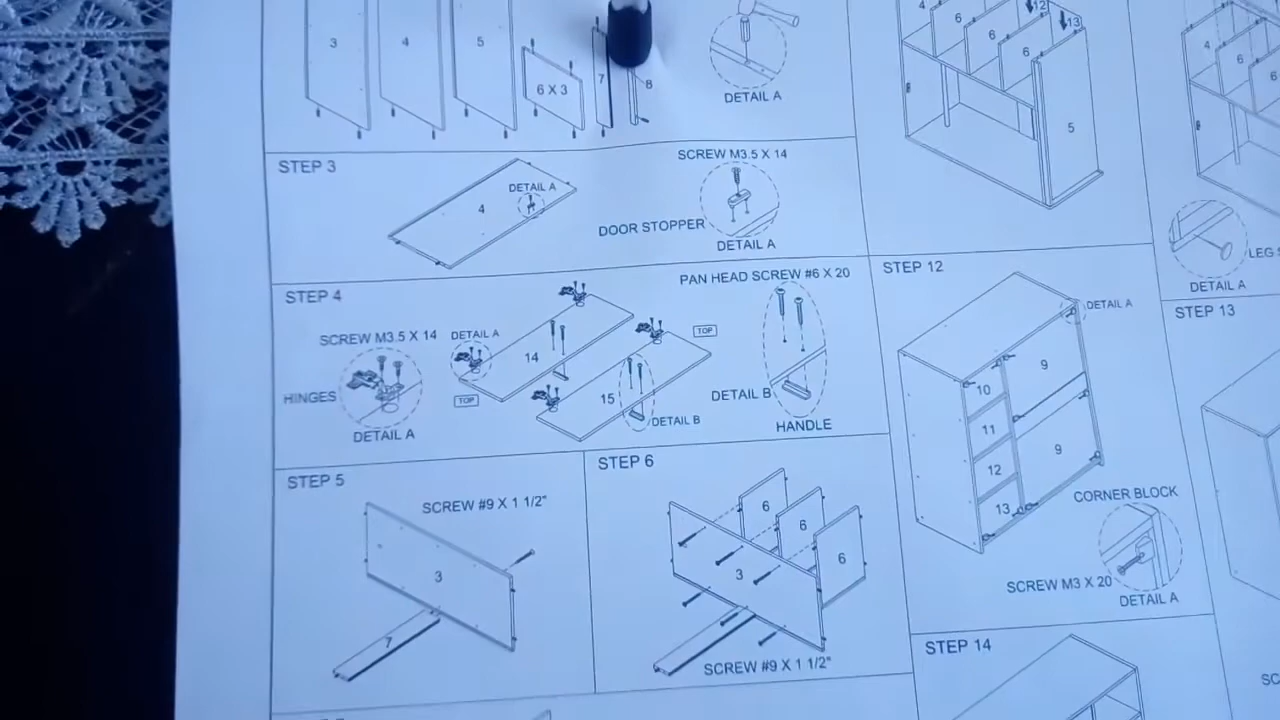 3
4
5
6 X 3
7
8
DETAIL A
STEP 3
4
DETAIL A
SCREW M3.5 X 14
DOOR STOPPER
DETAIL A
STEP 4
SCREW M3.5 X 14
HINGES
DETAIL A
DETAIL A
14
TOP
15
TOP
DETAIL B
PAN HEAD SCREW #6 X 20
DETAIL B
HANDLE
STEP 5
SCREW #9 X 1 1/2"
3
7
STEP 6
6
6
6
3
SCREW #9 X 1 1/2"
4
6
6
6
12
13
5
STEP 12
DETAIL A
9
10
11
12
13
9
CORNER BLOCK
SCREW M3 X 20
DETAIL A
STEP 14
4
6
6
LEG
DETAIL A
STEP 13
SC